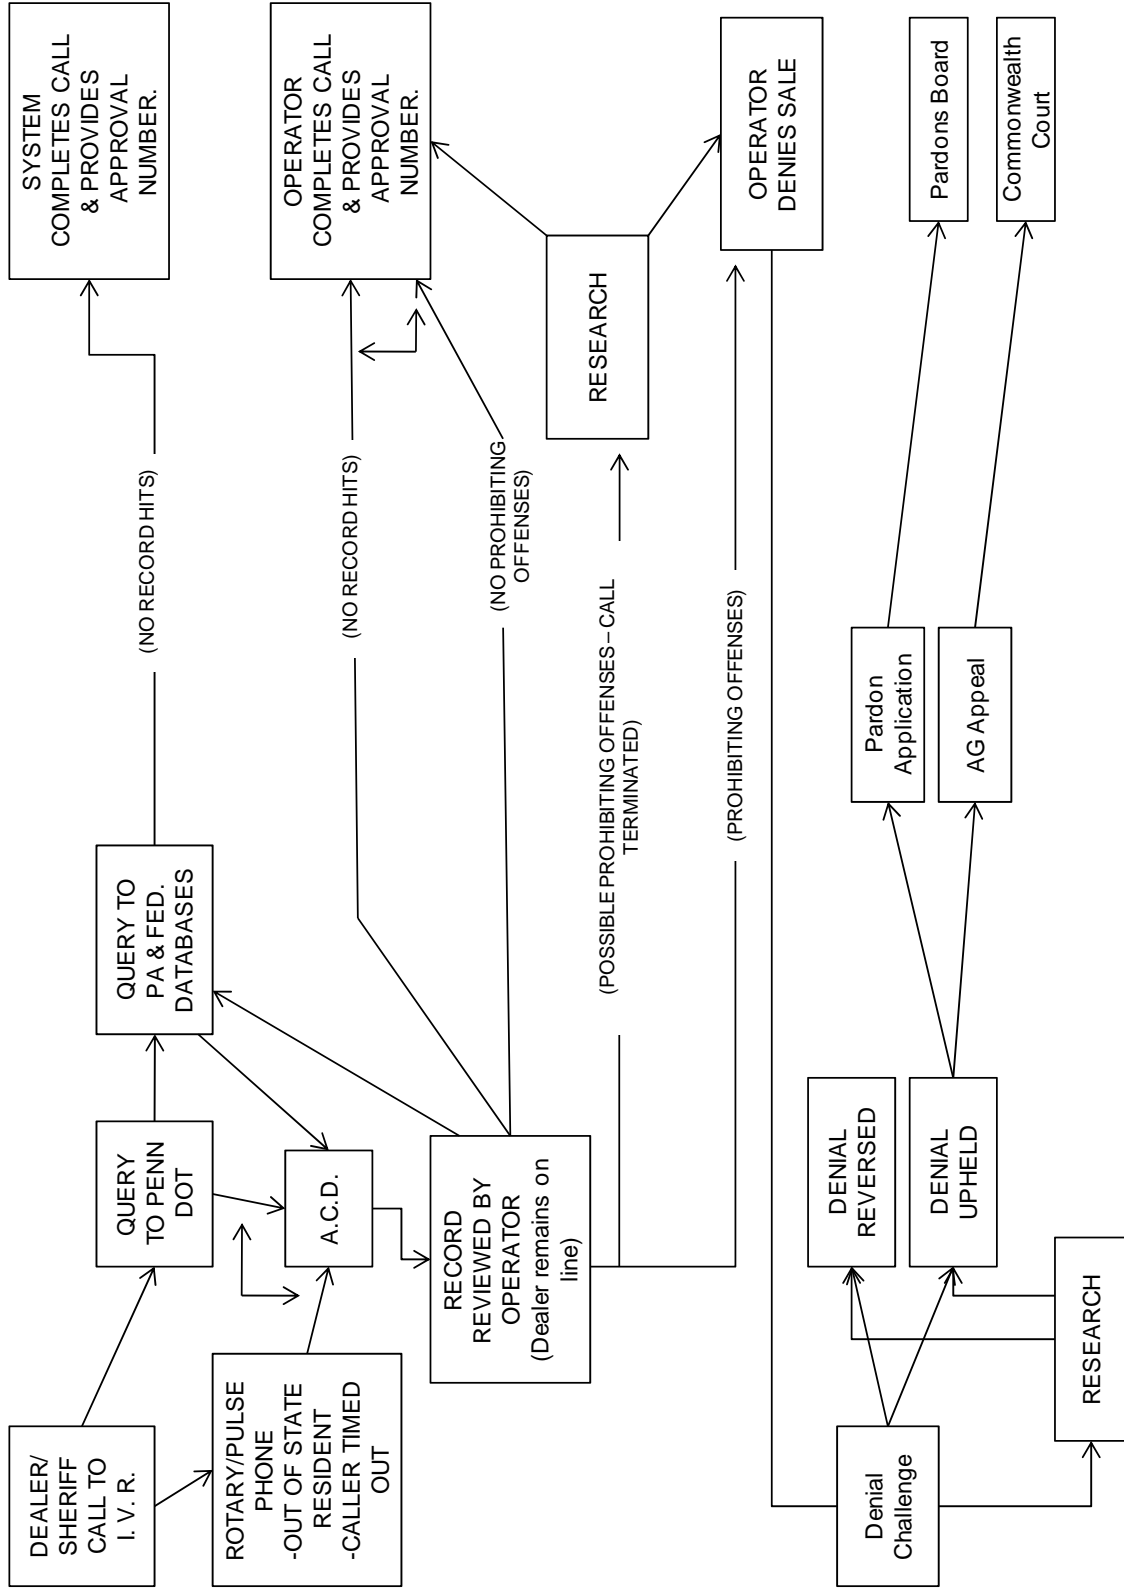 DEALER/
SHERIFF
CALL TO
I. V. R.
QUERY
TO PENN
DOT
QUERY TO
PA & FED.
DATABASES
(NO RECORD HITS)
SYSTEM
COMPLETES CALL
& PROVIDES
APPROVAL
NUMBER.
ROTARY/PULSE
PHONE
-OUT OF STATE
RESIDENT
-CALLER TIMED
OUT
A.C.D.
(NO RECORD HITS)
OPERATOR
COMPLETES CALL
& PROVIDES
APPROVAL
NUMBER.
RECORD
REVIEWED BY
OPERATOR
(Dealer remains on
line)
(NO PROHIBITING
OFFENSES)
(POSSIBLE PROHIBITING OFFENSES – CALL
TERMINATED)
RESEARCH
(PROHIBITING OFFENSES)
OPERATOR
DENIES SALE
Denial
Challenge
DENIAL
REVERSED
DENIAL
UPHELD
Pardon
Application
Pardons Board
AG Appeal
Commonwealth
Court
RESEARCH